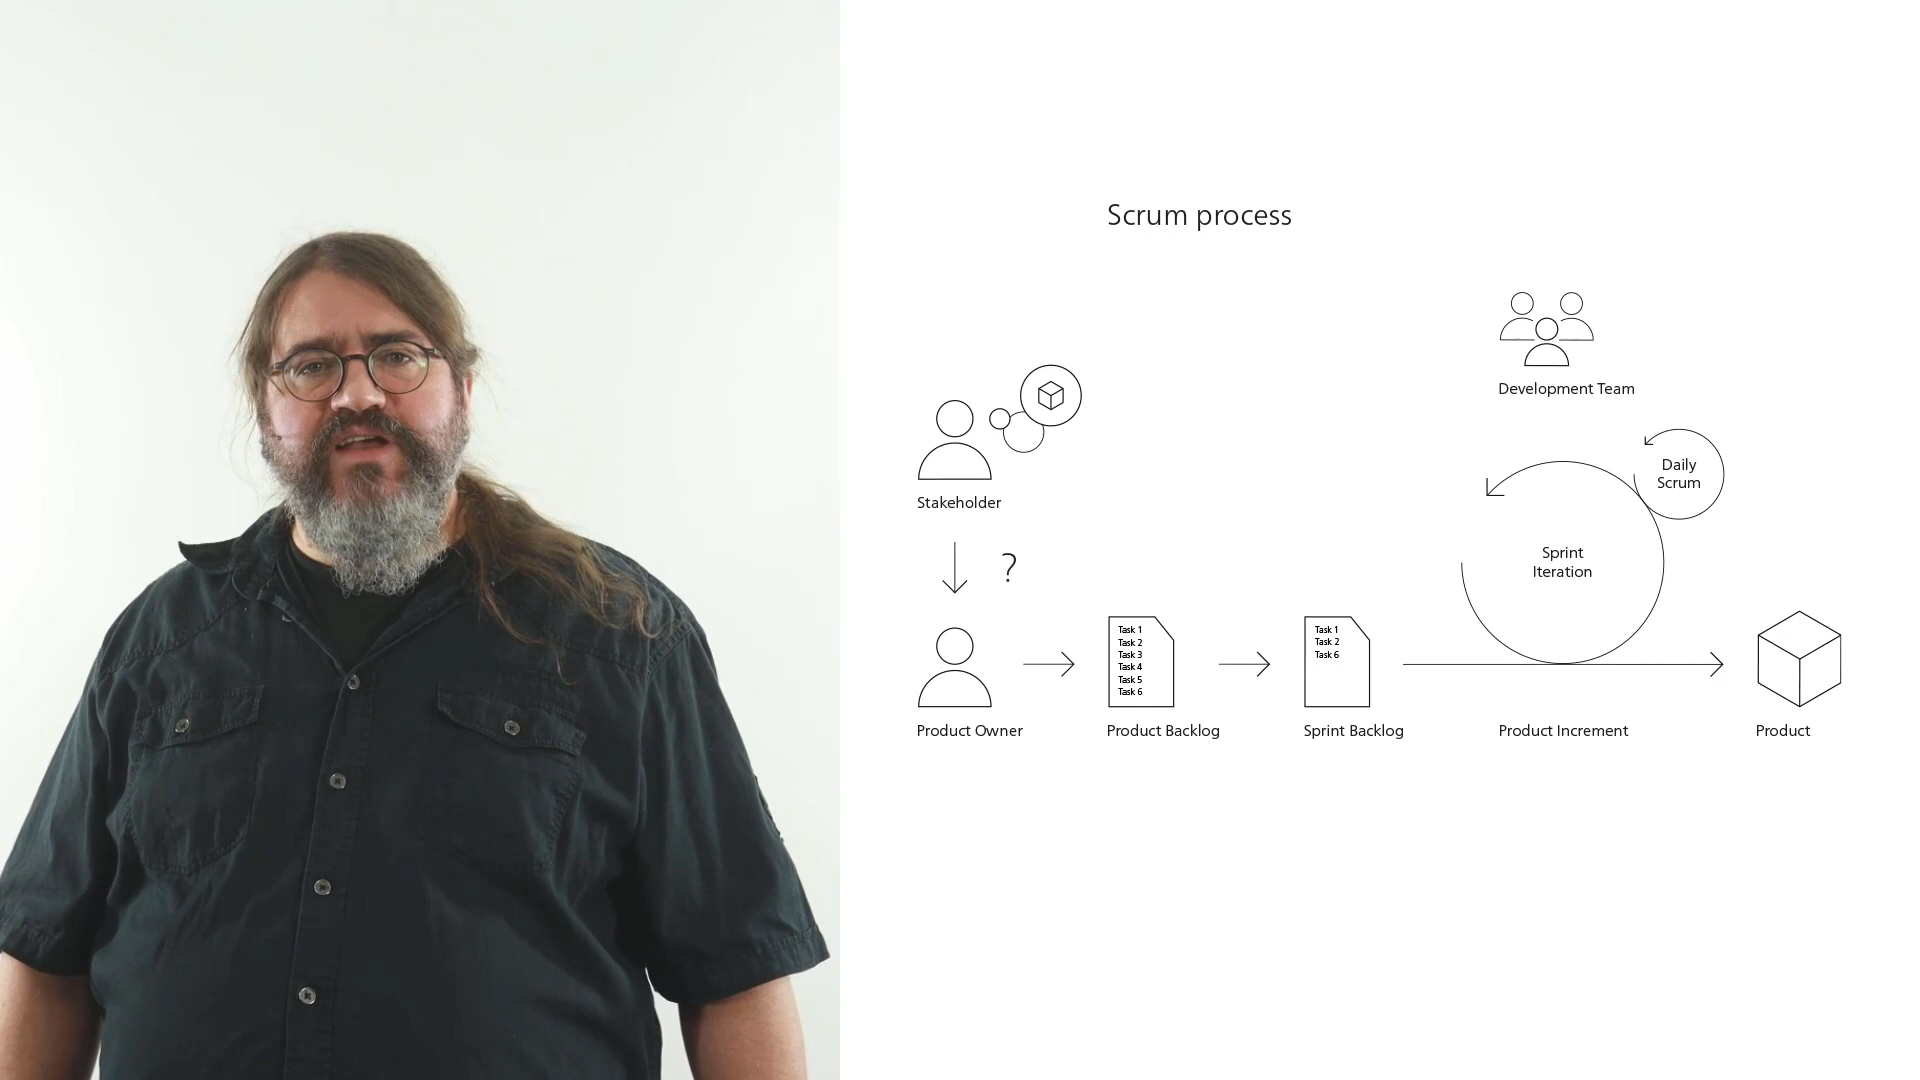 Scrum process
Development Team
Stakeholder
?
Daily
Scrum
Sprint
Iteration
Task 1
Task 2
Task 3
Task 4
Task 5
Task 6
Task 1
Task 2
Task 6
Product Owner
Product Backlog
Sprint Backlog
Product Increment
Product